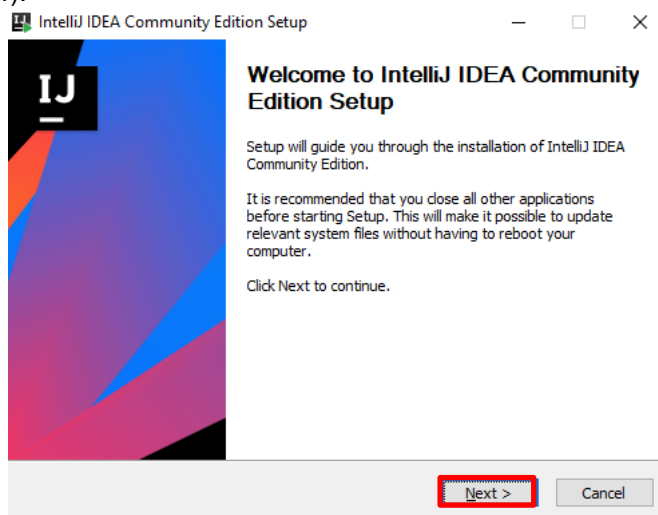 IntelliJ IDEA Community Edition Setup
IJ
Welcome to IntelliJ IDEA Community
Edition Setup
Setup will guide you through the installation of IntelliJ IDEA
Community Edition.
It is recommended that you close all other applications
before starting Setup. This will make it possible to update
relevant system files without having to reboot your
computer.
Click Next to continue.
Next >
Cancel